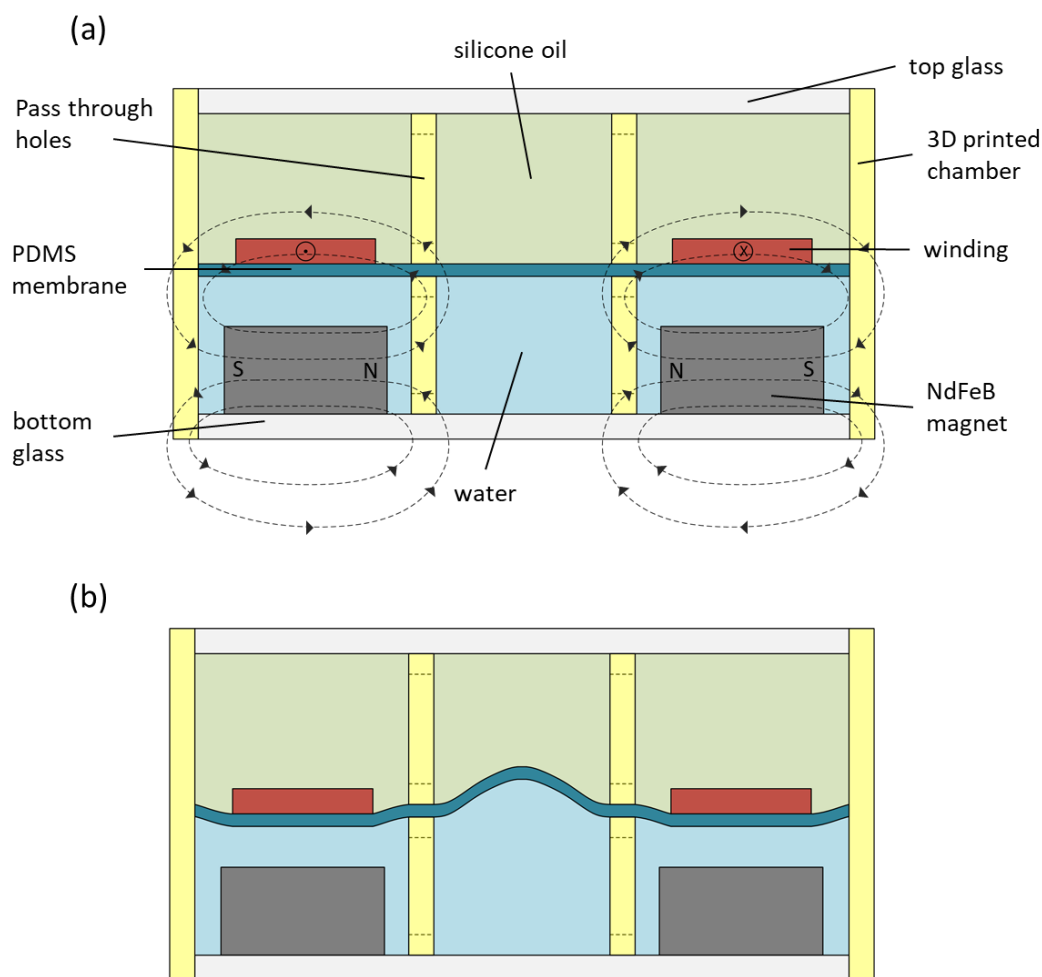 (a)
silicone oil
top glass
Pass through
holes
3D printed
chamber
PDMS
membrane
winding
X
S
N
N
S
NdFeB
magnet
bottom
glass
water
(b)